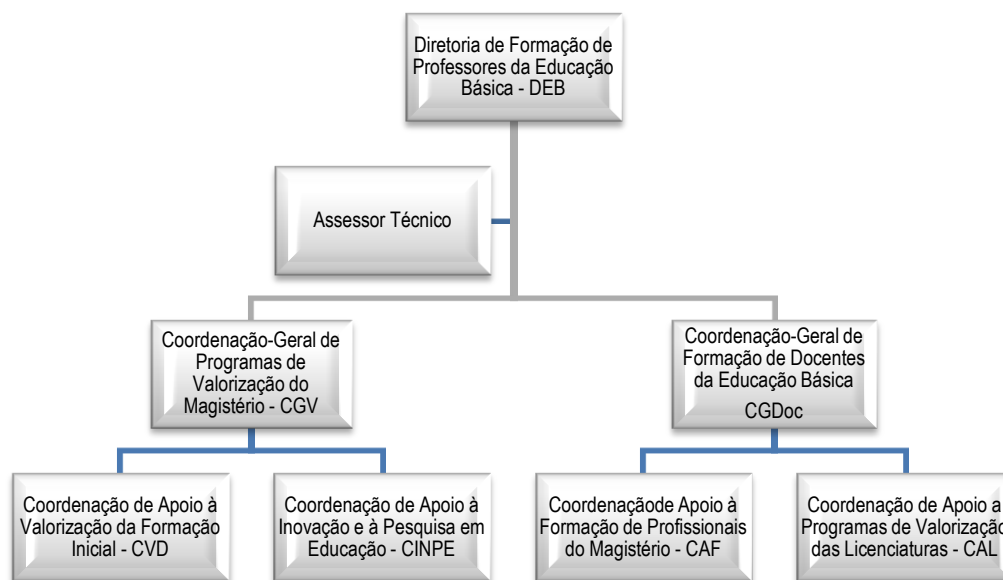 Diretoria de Formação de
Professores da Educação
Básica - DEB
Assessor Técnico
Coordenação-Geral de
Programas de
Valorização do
Magistério - CGV
Coordenação-Geral de
Formação de Docentes
da Educação Básica
CGDoc
Coordenação de Apoio à
Valorização da Formação
Inicial - CVD
Coordenação de Apoio à
Inovação e à Pesquisa em
Educação - CINPE
Coordenaçãode Apoio à
Formação de Profissionais
do Magistério - CAF
Coordenação de Apoio a
Programas de Valorização
das Licenciaturas - CAL